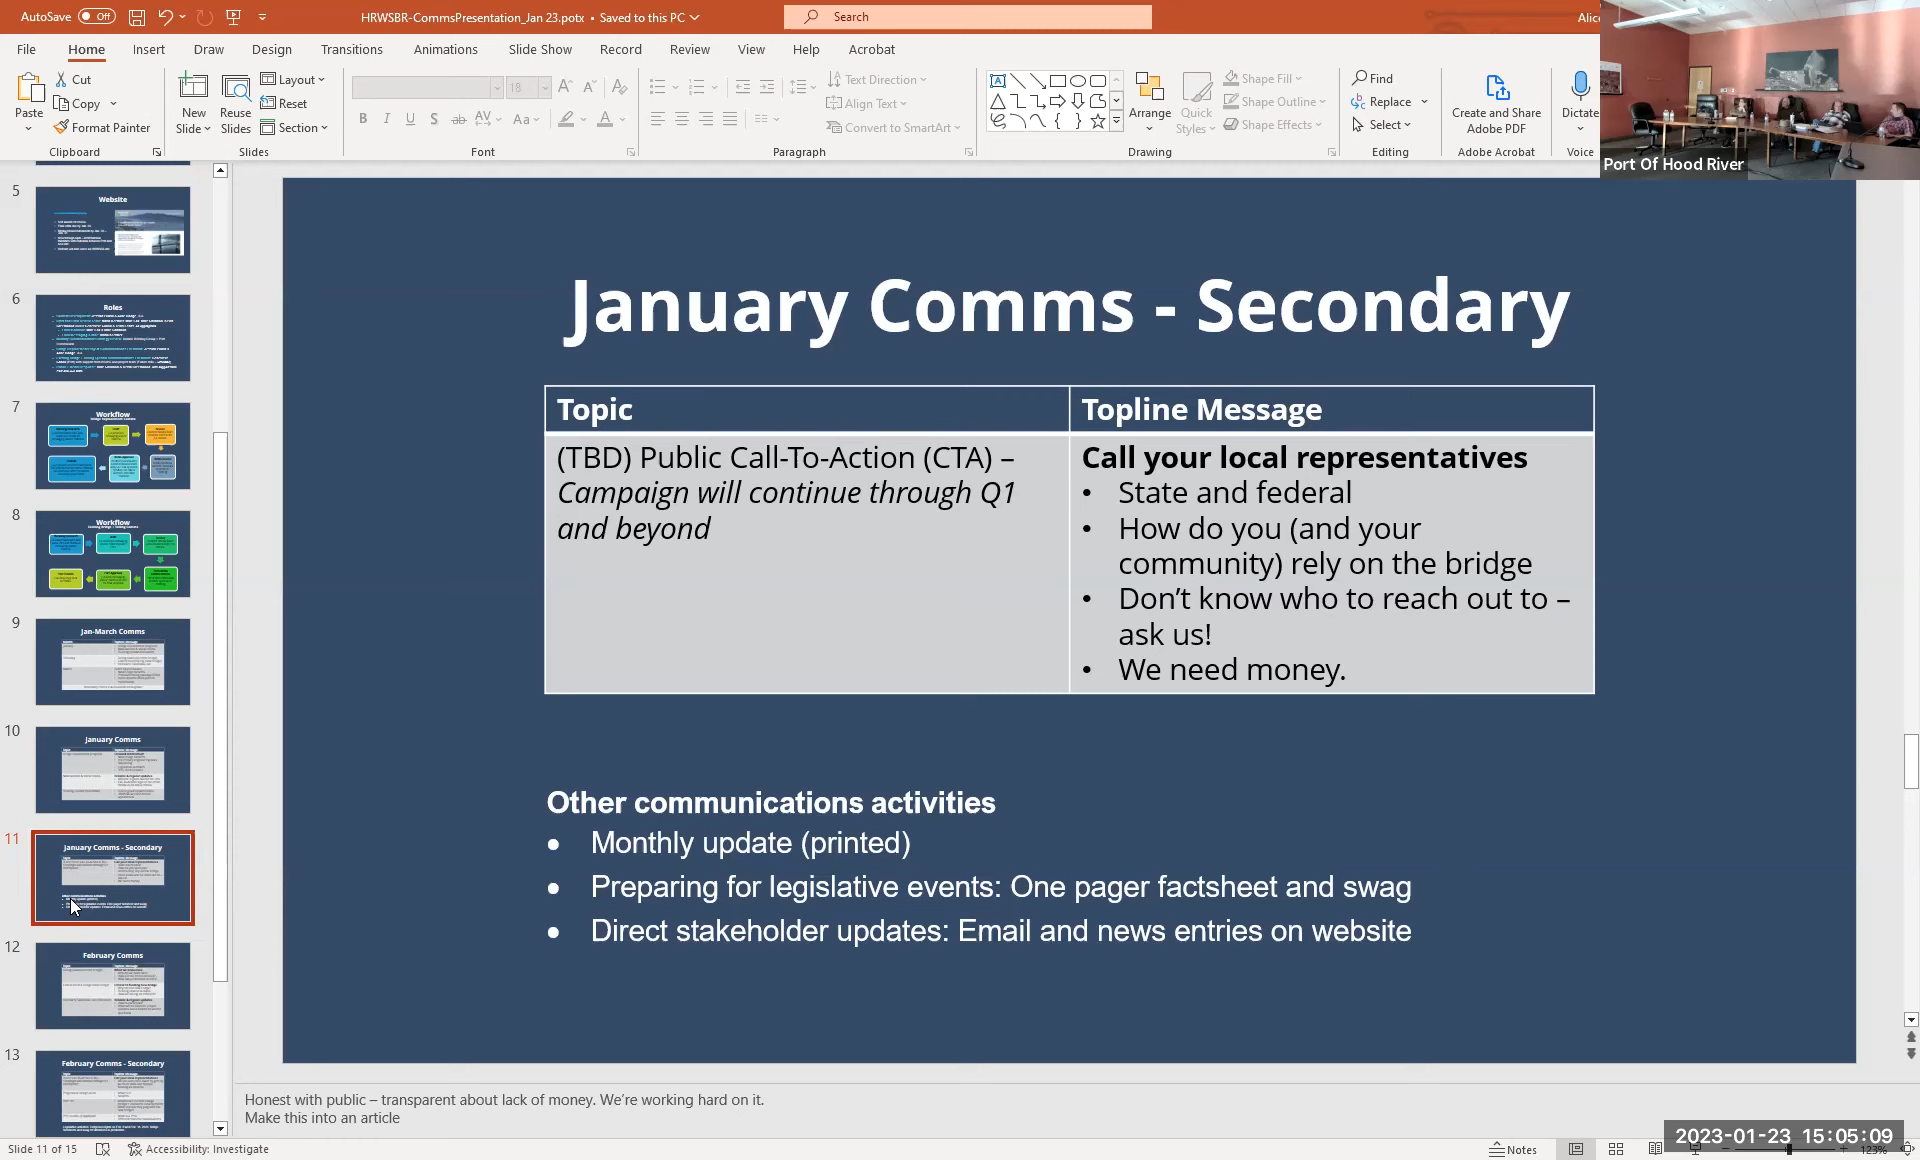 AutoSave Off HRWSBR-CommsPresentation_Jan 23.potx • Saved to this PC Search Alic
File Home Insert Draw Design Transitions Animations Slide Show Record Review View Help Acrobat
Paste Cut Copy Format Painter Clipboard
New Slide Reuse Slides Layout Reset Section Slides
18 Font
Text Direction Align Text Convert to SmartArt Paragraph
Arrange Quick Styles Shape Fill Shape Outline Shape Effects Drawing
Find Replace Select Editing
Create and Share Adobe PDF Adobe Acrobat
Dictate Voice
Port Of Hood River
5 Website
6 Roles
7 Workflow
8 Workflow
9 Jan-March Comms
10 January Comms
11 January Comms - Secondary
12 February Comms
13 February Comms - Secondary
January Comms - Secondary
Topic
(TBD) Public Call-To-Action (CTA) –
Campaign will continue through Q1
and beyond
Topline Message
Call your local representatives
• State and federal
• How do you (and your
community) rely on the bridge
• Don’t know who to reach out to –
ask us!
• We need money.
Other communications activities
● Monthly update (printed)
● Preparing for legislative events: One pager factsheet and swag
● Direct stakeholder updates: Email and news entries on website
Honest with public – transparent about lack of money. We’re working hard on it.
Make this into an article
Slide 11 of 15 Accessibility: Investigate Notes 123%
2023-01-23 15:05:09